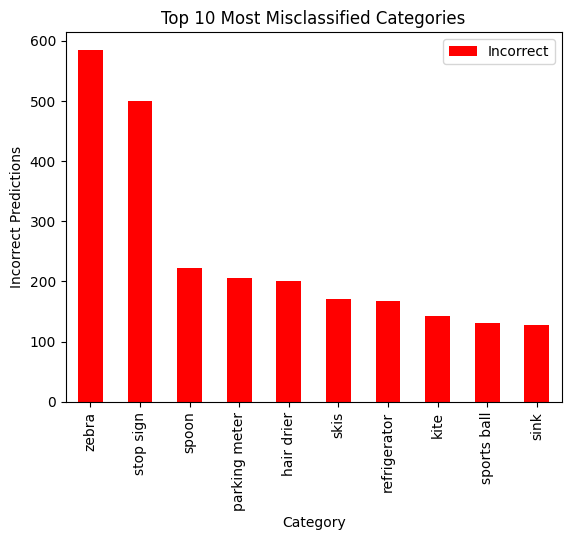 Top 10 Most Misclassified Categories
Incorrect
Incorrect Predictions
600
500
400
300
200
100
0
zebra
stop sign
spoon
parking meter
hair drier
skis
refrigerator
kite
sports ball
sink
Category